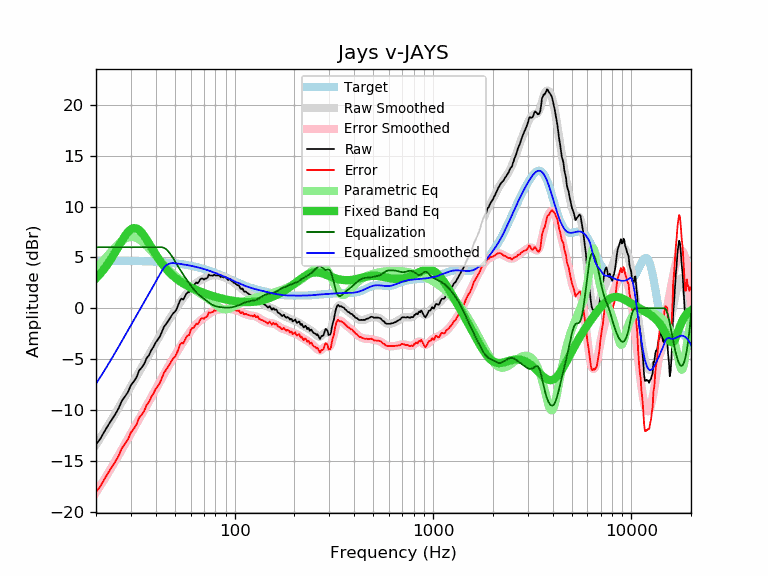 Jays v-JAYS
Target
Raw Smoothed
Error Smoothed
Raw
Error
Parametric Eq
Fixed Band Eq
Equalization
Equalized smoothed
20
15
10
5
0
−5
−10
−15
−20
Amplitude (dBr)
100
1000
10000
Frequency (Hz)